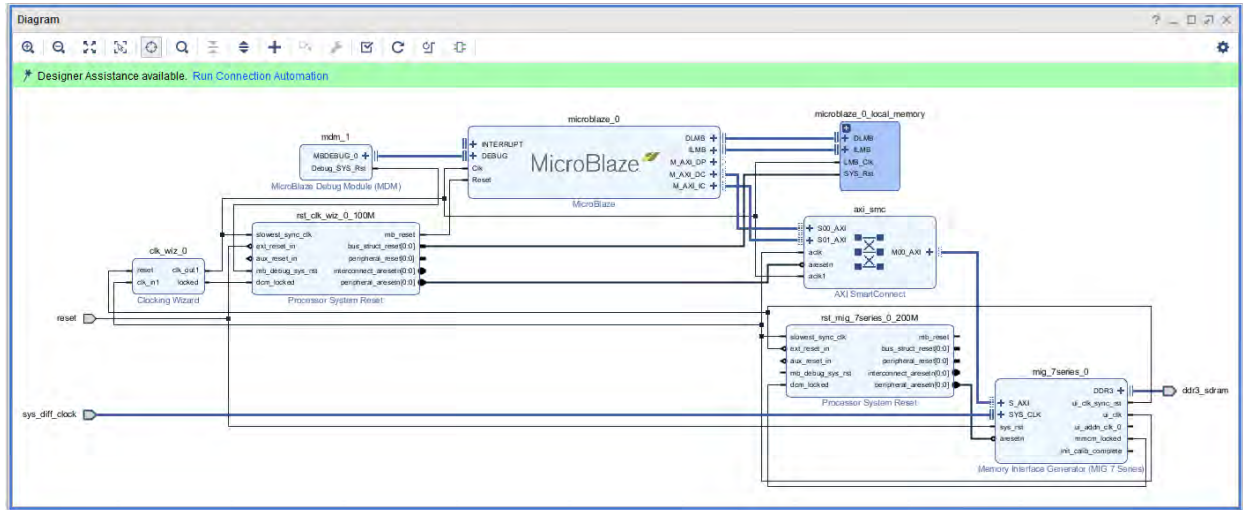 Diagram
Designer Assistance available. Run Connection Automation
mdm_1
MBDEBUG_0
Debug_SYS_Rst
MicroBlaze Debug Module (MDM)
microblaze_0
INTERRUPT
DEBUG
Clk
Reset
MicroBlaze
DLMB
ILMB
M_AXI_DP
M_AXI_DC
M_AXI_IC
MicroBlaze
microblaze_0_local_memory
DLMB
ILMB
LMB_Clk
SYS_Rst
rst_clk_wiz_0_100M
slowest_sync_clk
ext_reset_in
aux_reset_in
mb_debug_sys_rst
dcm_locked
mb_reset
bus_struct_reset[0:0]
peripheral_reset[0:0]
interconnect_aresetn[0:0]
peripheral_aresetn[0:0]
Processor System Reset
clk_wiz_0
reset
clk_in1
clk_out1
locked
Clocking Wizard
axi_smc
S00_AXI
S01_AXI
aclk
aresetn
aclk1
M00_AXI
AXI SmartConnect
reset
rst_mig_7series_0_200M
slowest_sync_clk
ext_reset_in
aux_reset_in
mb_debug_sys_rst
dcm_locked
mb_reset
bus_struct_reset[0:0]
peripheral_reset[0:0]
interconnect_aresetn[0:0]
peripheral_aresetn[0:0]
Processor System Reset
mig_7series_0
S_AXI
SYS_CLK
sys_rst
aresetn
DDR3
ui_clk_sync_rst
ui_clk
ui_addn_clk_0
mmcm_locked
init_calib_complete
Memory Interface Generator (MIG 7 Series)
ddr3_sdram
sys_diff_clock